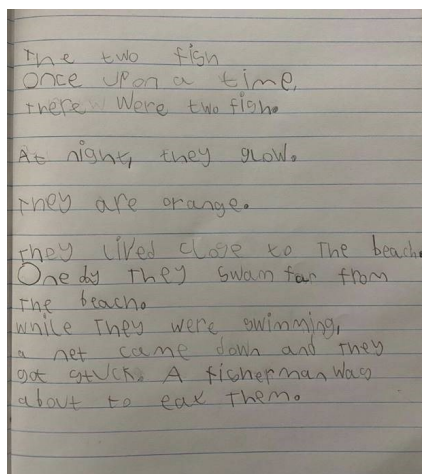 The two fish
Once upon a time,
There were two fish.
At night, they glow.
They are orange.
They lived close to The beach.
One dy They swam far from
The beach.
while They were swimming,
a net came down and They
got stuck. A fisherman was
about to eat Them.